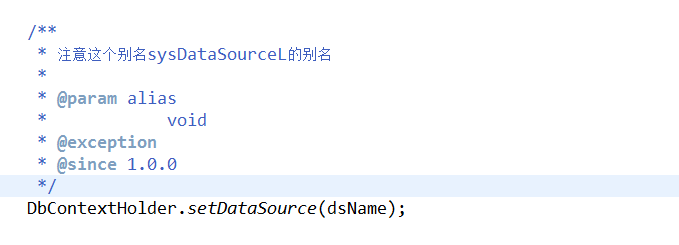 /**
 * 注意这个别名sysDataSourceL的别名
 *
 * @param alias
 *            void
 * @exception
 * @since 1.0.0
 */
DbContextHolder.setDataSource(dsName);